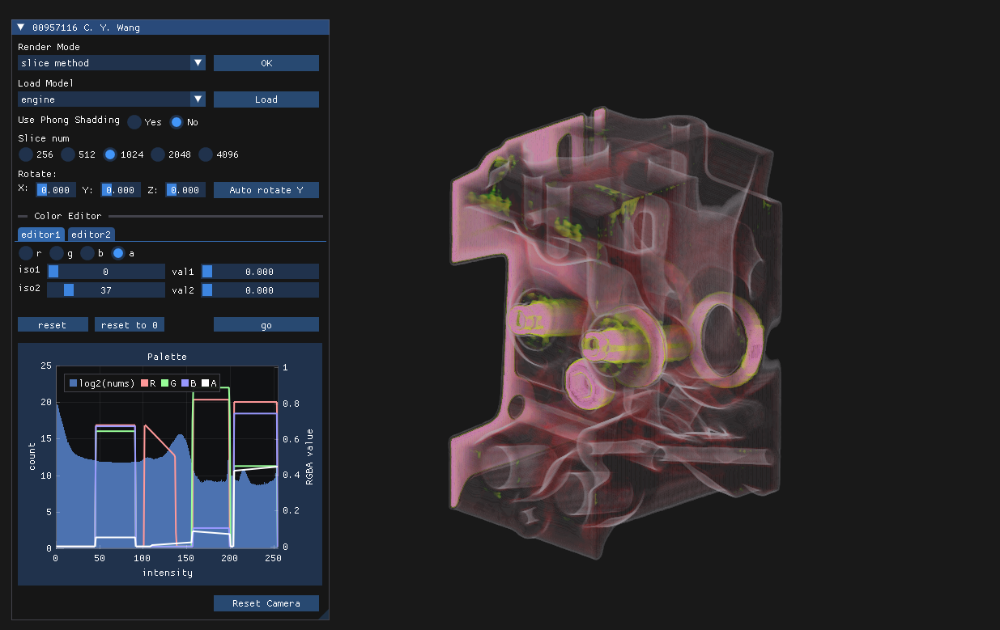 00957116 C. Y. Wang
Render Mode
slice method OK
Load Model
engine Load
Use Phong Shadding Yes No
Slice num
256 512 1024 2048 4096
Rotate:
X: 0.000 Y: 0.000 Z: 0.000 Auto rotate Y
Color Editor
editor1 editor2
r g b a
iso1 0 val1 0.000
iso2 37 val2 0.000
reset reset to 0 go
Palette
log2(nums) R G B A
25
20
15
10
5
0
count
1
0.8
0.6
0.4
0.2
0
RGBA value
0 50 100 150 200 250
intensity
Reset Camera